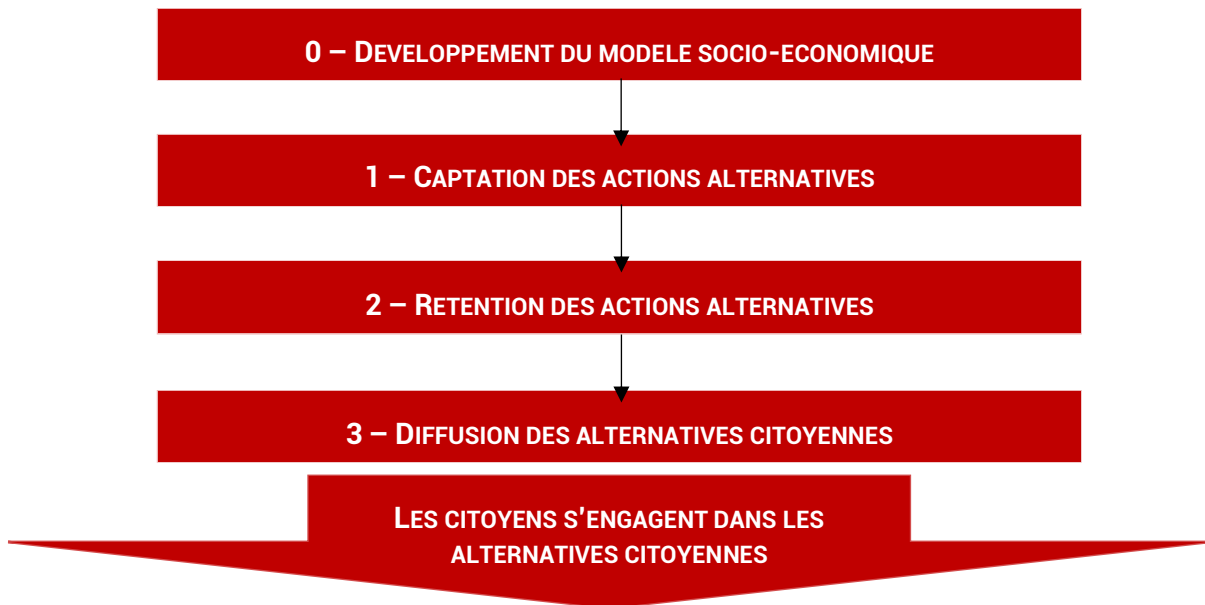 0 – DEVELOPPEMENT DU MODELE SOCIO-ECONOMIQUE
1 – CAPTATION DES ACTIONS ALTERNATIVES
2 – RETENTION DES ACTIONS ALTERNATIVES
3 – DIFFUSION DES ALTERNATIVES CITOYENNES
LES CITOYENS S'ENGAGENT DANS LES
ALTERNATIVES CITOYENNES